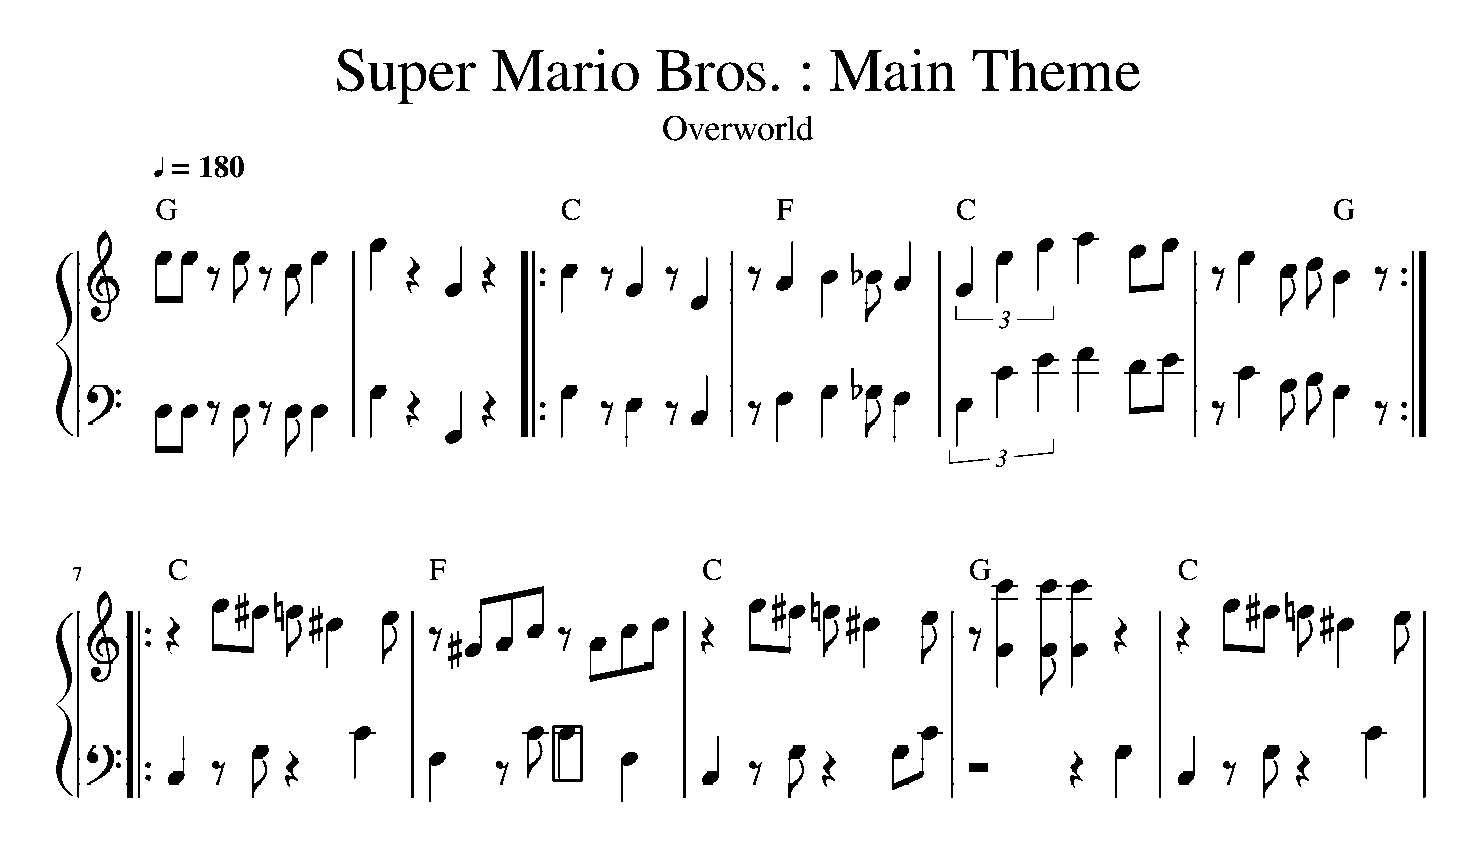 Super Mario Bros. : Main Theme
Overworld
♩ = 180
G C F C G
3
3
7 C F C G C